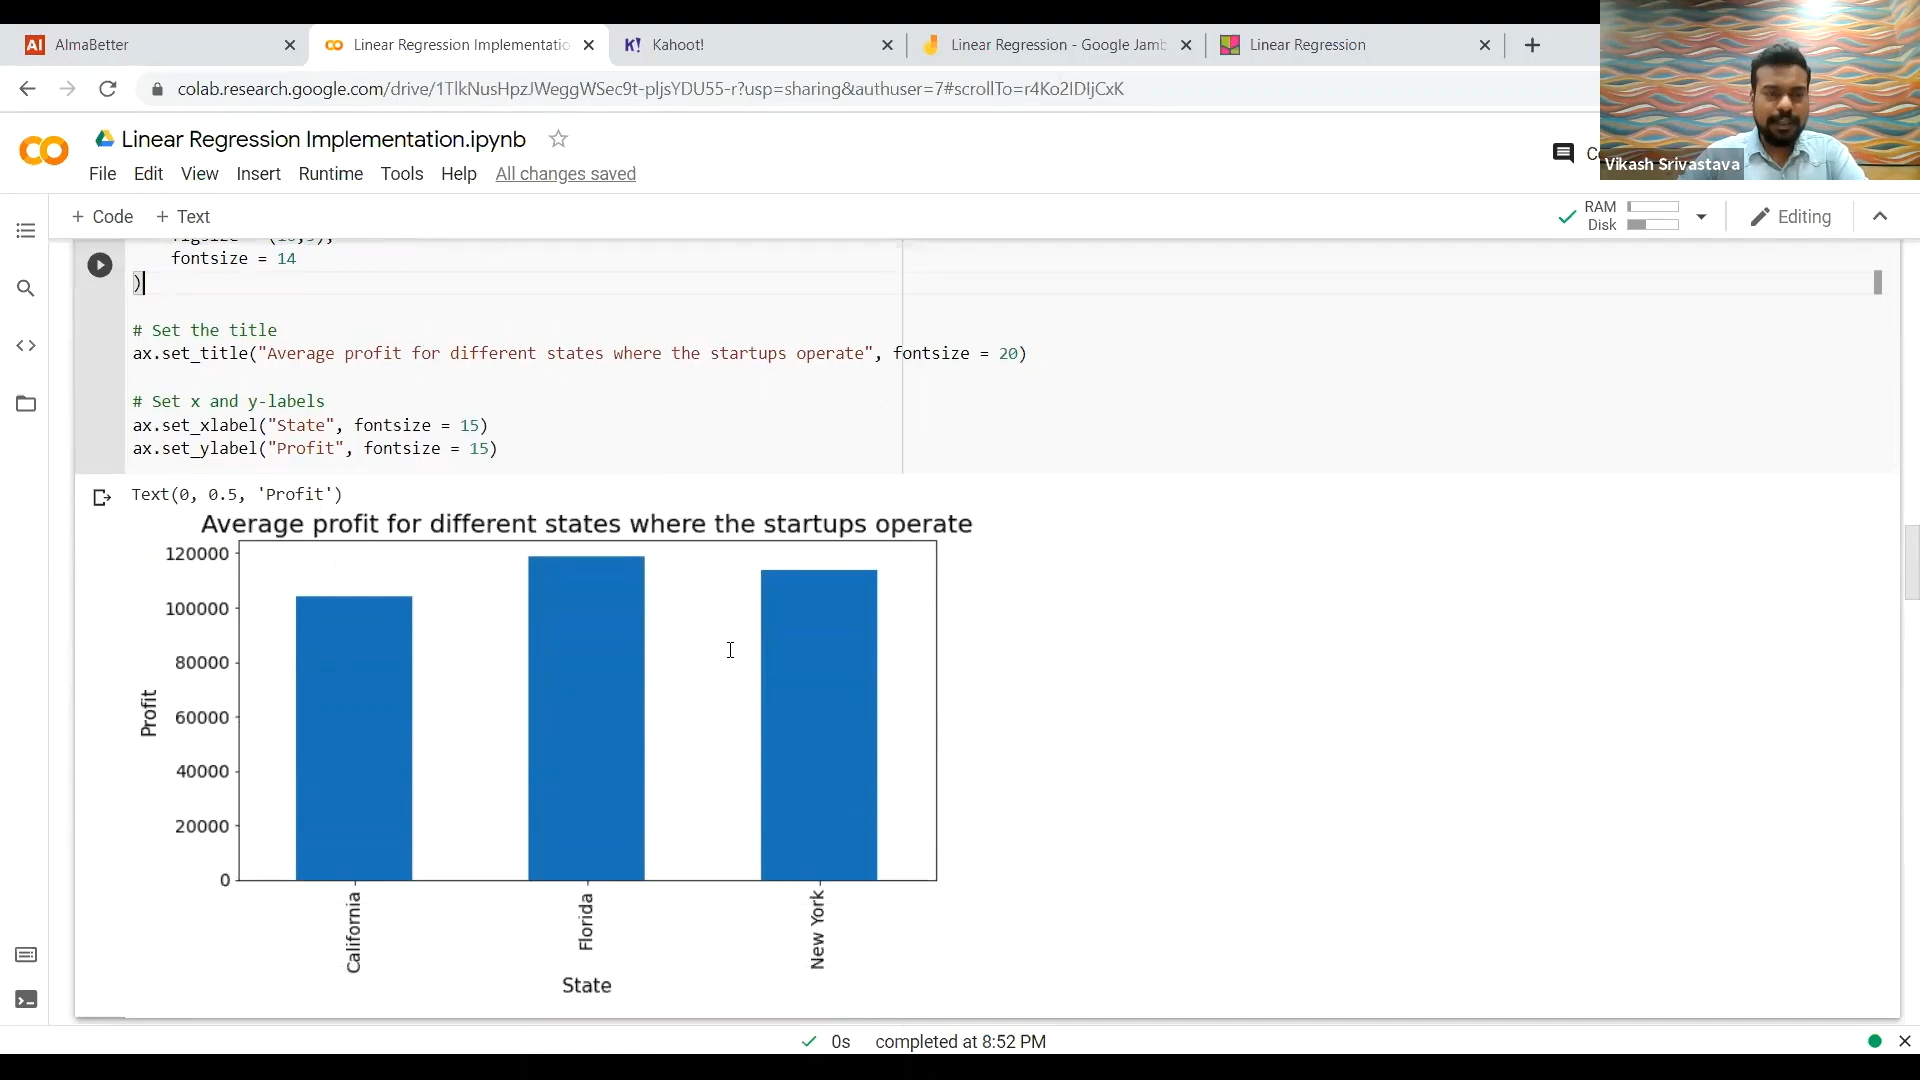 AlmaBetter
Linear Regression Implementatio
Kahoot!
Linear Regression - Google Jamb
Linear Regression
colab.research.google.com/drive/1TlkNusHpzJWeggWSec9t-pljsYDU55-r?usp=sharing&authuser=7#scrollTo=r4Ko2IDljCxK
Linear Regression Implementation.ipynb
File Edit View Insert Runtime Tools Help All changes saved
Vikash Srivastava
+ Code + Text
RAM
Disk
Editing
fontsize = 14
)
# Set the title
ax.set_title("Average profit for different states where the startups operate", fontsize = 20)
# Set x and y-labels
ax.set_xlabel("State", fontsize = 15)
ax.set_ylabel("Profit", fontsize = 15)
Text(0, 0.5, 'Profit')
Average profit for different states where the startups operate
120000
100000
80000
60000
40000
20000
0
Profit
California
Florida
New York
State
0s completed at 8:52 PM